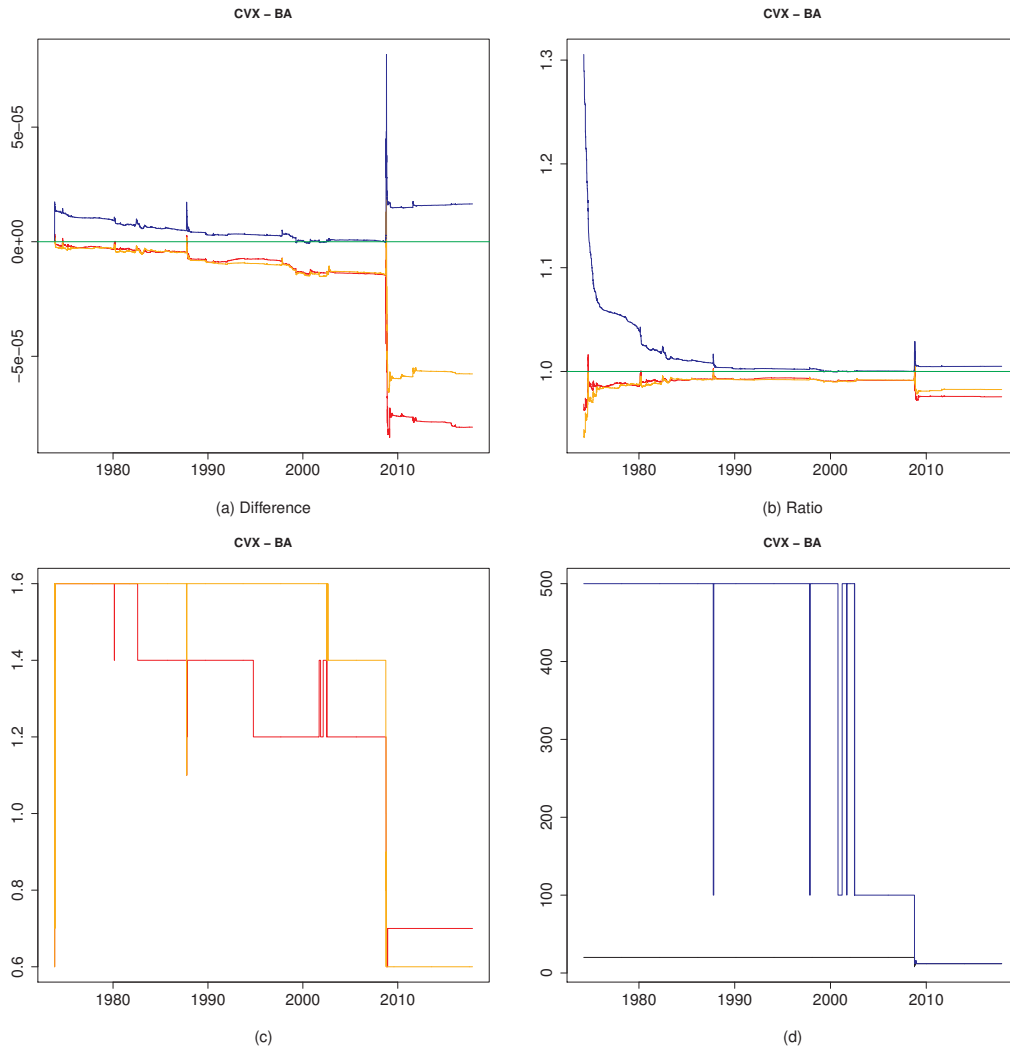 CVX − BA
5e−05
0e+00
−5e−05
1980 1990 2000 2010
(a) Difference
CVX − BA
1.3
1.2
1.1
1.0
1980 1990 2000 2010
(b) Ratio
CVX − BA
1.6
1.4
1.2
1.0
0.8
0.6
1980 1990 2000 2010
(c)
CVX − BA
500
400
300
200
100
0
1980 1990 2000 2010
(d)